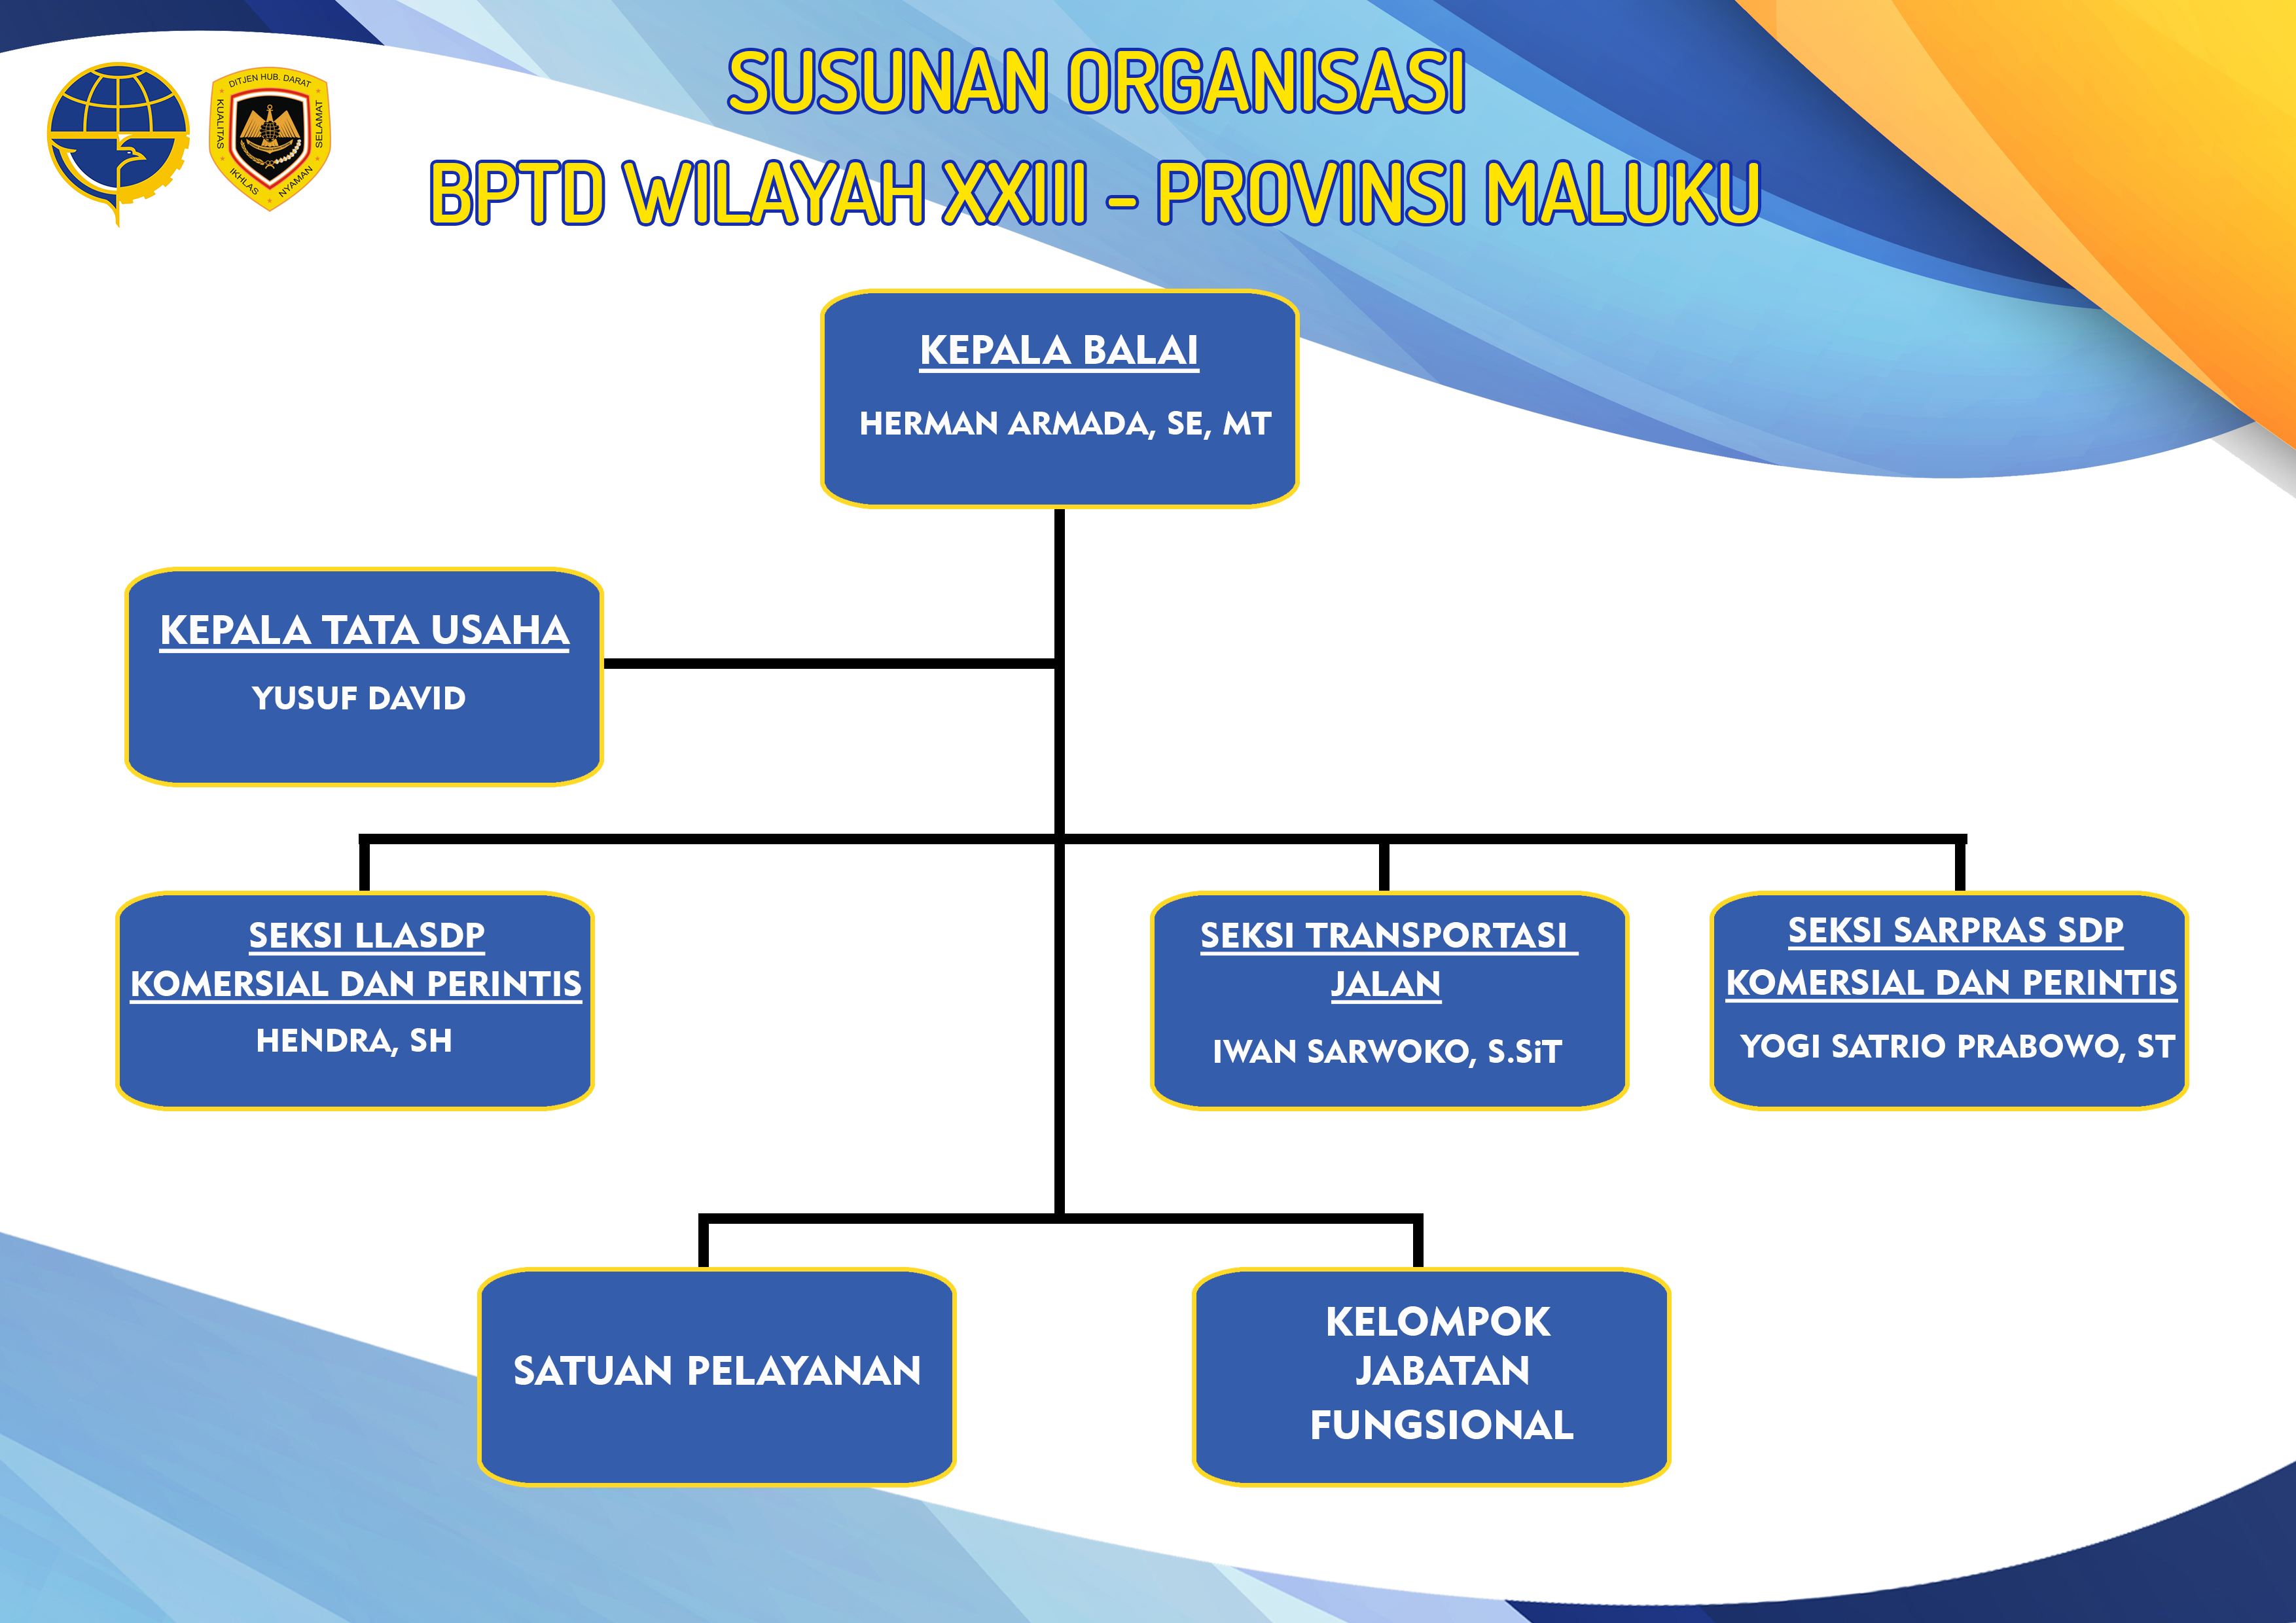 DITJEN HUB. DARAT
KUALITAS
SELAMAT
IKHLAS
NYAMAN
SUSUNAN ORGANISASI
BPTD WILAYAH XXIII - PROVINSI MALUKU
KEPALA BALAI
HERMAN ARMADA, SE, MT
KEPALA TATA USAHA
YUSUF DAVID
SEKSI LLASDP
KOMERSIAL DAN PERINTIS
HENDRA, SH
SEKSI TRANSPORTASI
JALAN
IWAN SARWOKO, S.SiT
SEKSI SARPRAS SDP
KOMERSIAL DAN PERINTIS
YOGI SATRIO PRABOWO, ST
SATUAN PELAYANAN
KELOMPOK
JABATAN
FUNGSIONAL